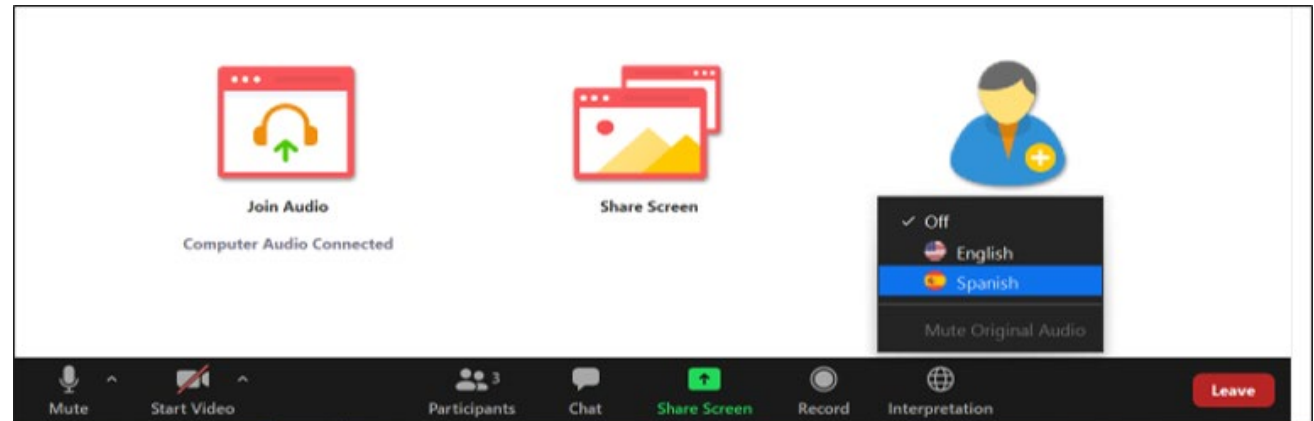 Join Audio
Computer Audio Connected
Share Screen
Off
English
Spanish
Mute Original Audio
Mute
Start Video
3
Participants
Chat
Share Screen
Record
Interpretation
Leave